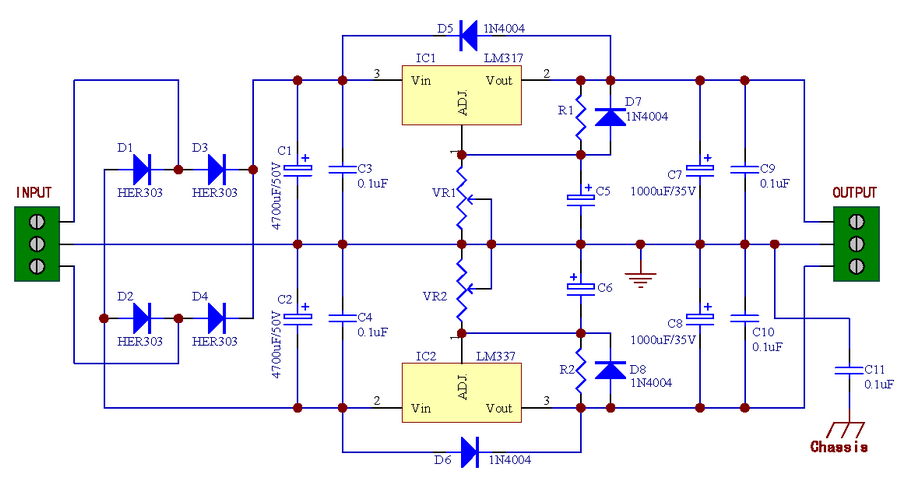 D5 1N4004
IC1 LM317
3 Vin Vout 2
ADJ.
1
R1
D7
1N4004
D1 D3
HER303 HER303
C1 +
4700uF/50V
C3
0.1uF
VR1
+ C5
C7 +
1000uF/35V
C9
0.1uF
INPUT
OUTPUT
D2 D4
HER303 HER303
C2 +
4700uF/50V
C4
0.1uF
VR2
+ C6
C8 +
1000uF/35V
C10
0.1uF
1
IC2 LM337
ADJ.
2 Vin Vout 3
R2
D8
1N4004
C11
0.1uF
D6 1N4004
Chassis